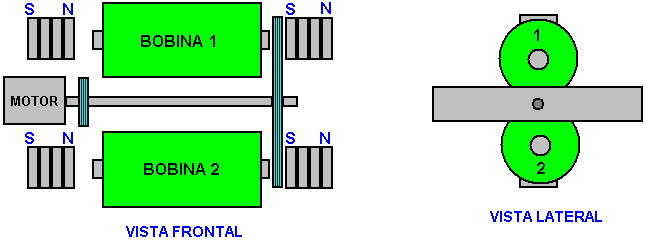 S N
S N
BOBINA 1
1
MOTOR
S N
S N
BOBINA 2
2
VISTA FRONTAL
VISTA LATERAL